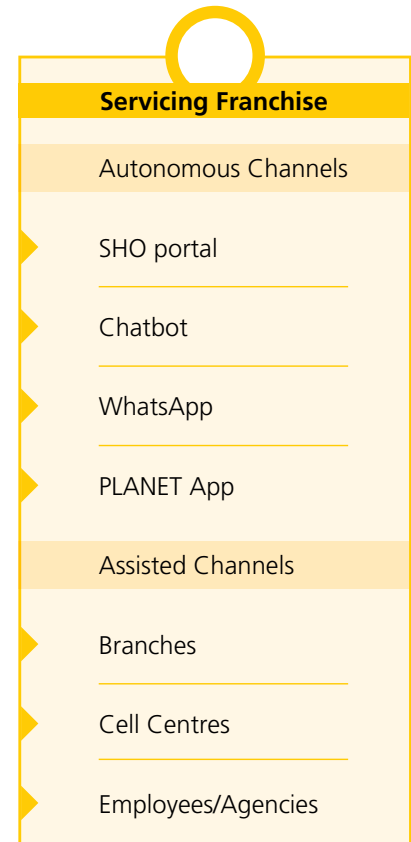 Servicing Franchise
Autonomous Channels
SHO portal
Chatbot
WhatsApp
PLANET App
Assisted Channels
Branches
Cell Centres
Employees/Agencies